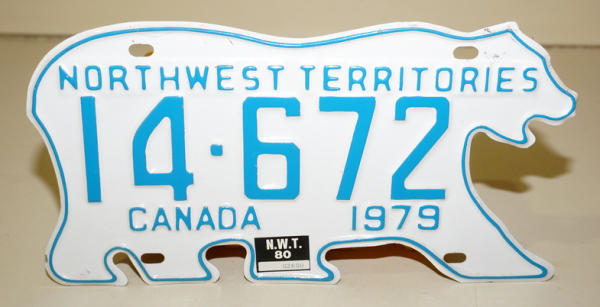 NORTHWEST TERRITORIES
14-672
CANADA 1979
N.W.T.
80